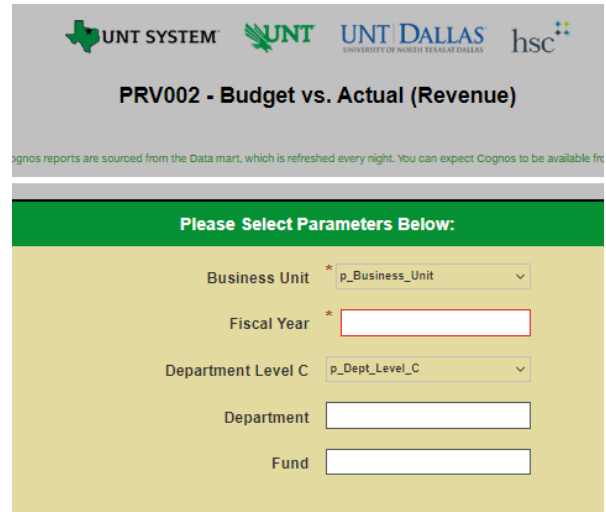 UNT SYSTEM UNT UNT DALLAS hsc
UNIVERSITY OF NORTH TEXAS AT DALLAS
PRV002 - Budget vs. Actual (Revenue)
reports are sourced from the Data mart, which is refreshed every night. You can expect Cognos to be available
Please Select Parameters Below:
Business Unit * p_Business_Unit
Fiscal Year *
Department Level C p_Dept_Level_C
Department
Fund